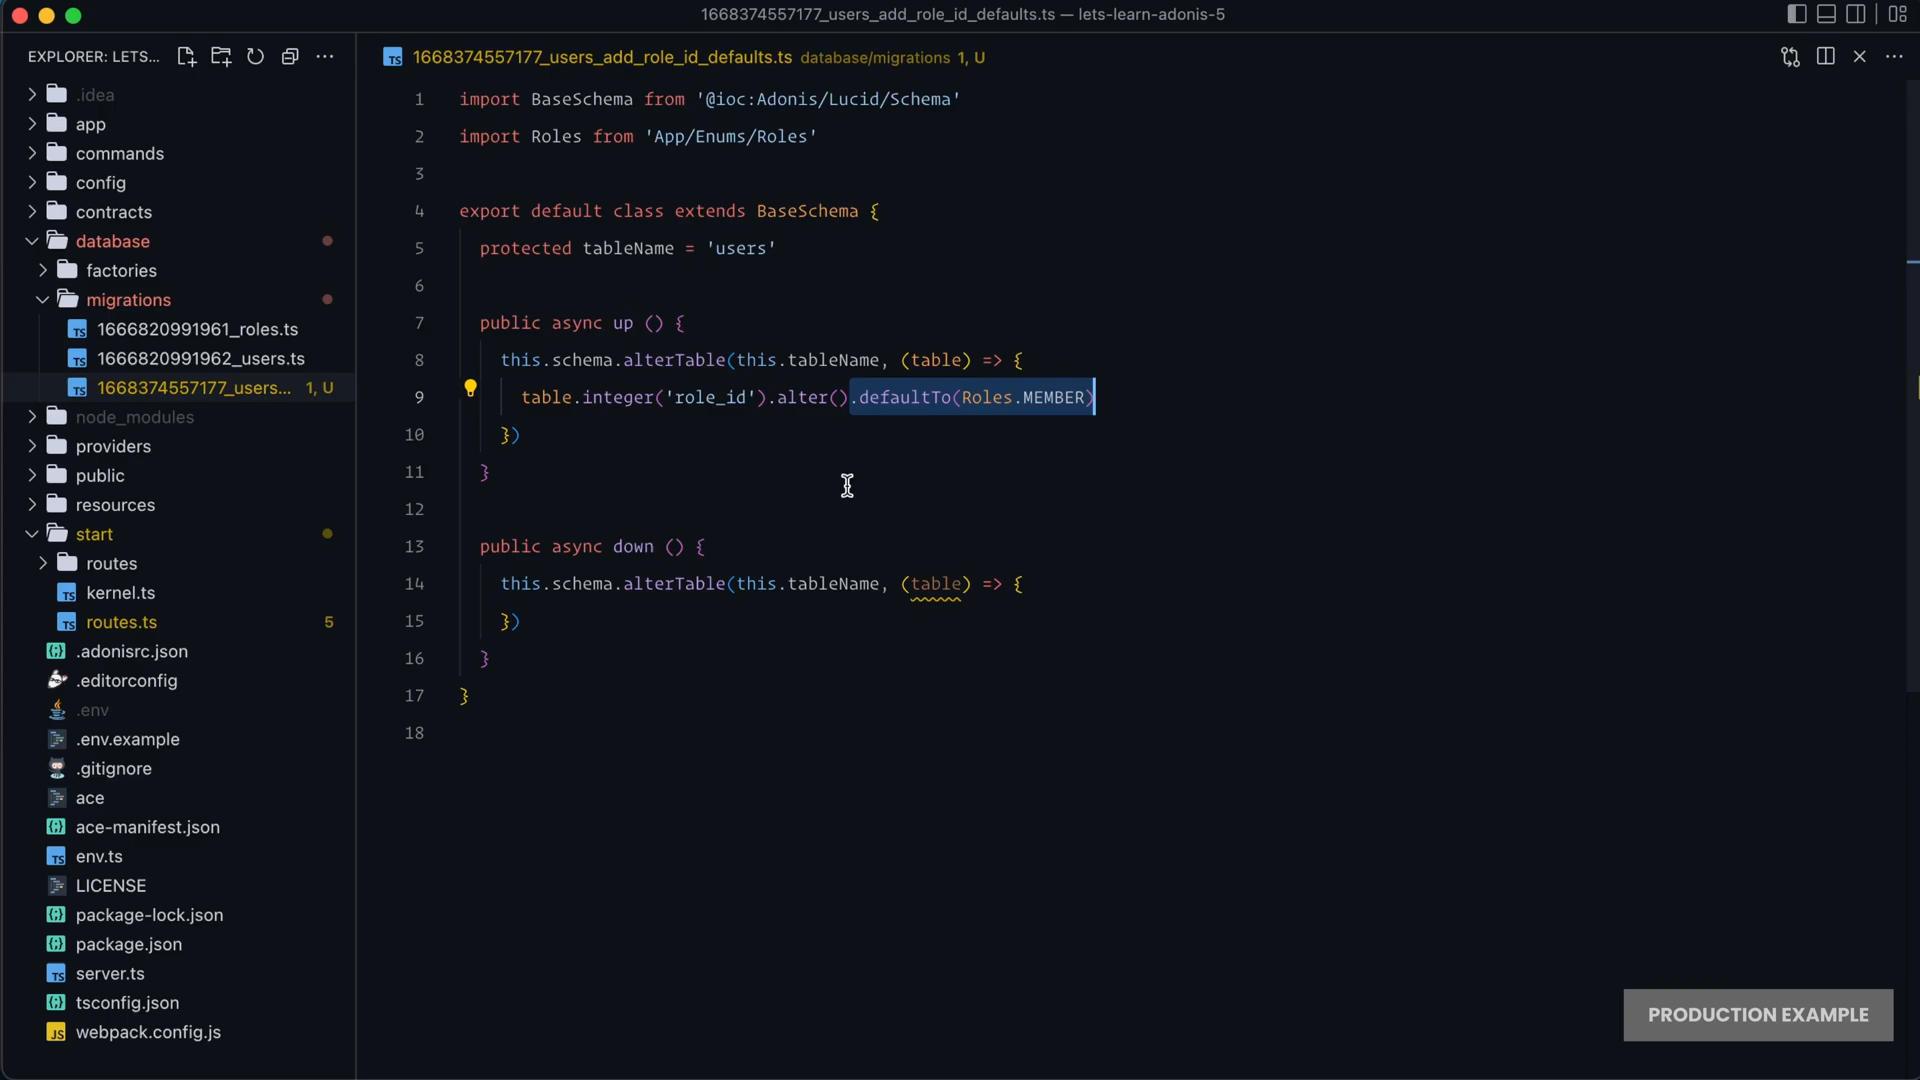 1668374557177_users_add_role_id_defaults.ts — lets-learn-adonis-5
EXPLORER: LETS...
.idea
app
commands
config
contracts
database
factories
migrations
1666820991961_roles.ts
1666820991962_users.ts
1668374557177_users... 1, U
node_modules
providers
public
resources
start
routes
kernel.ts
routes.ts 5
.adonisrc.json
.editorconfig
.env
.env.example
.gitignore
ace
ace-manifest.json
env.ts
LICENSE
package-lock.json
package.json
server.ts
tsconfig.json
webpack.config.js
1668374557177_users_add_role_id_defaults.ts database/migrations 1, U
1 import BaseSchema from '@ioc:Adonis/Lucid/Schema'
2 import Roles from 'App/Enums/Roles'
3
4 export default class extends BaseSchema {
5 protected tableName = 'users'
6
7 public async up () {
8 this.schema.alterTable(this.tableName, (table) => {
9 table.integer('role_id').alter().defaultTo(Roles.MEMBER)
10 })
11 }
12
13 public async down () {
14 this.schema.alterTable(this.tableName, (table) => {
15 })
16 }
17 }
18
PRODUCTION EXAMPLE